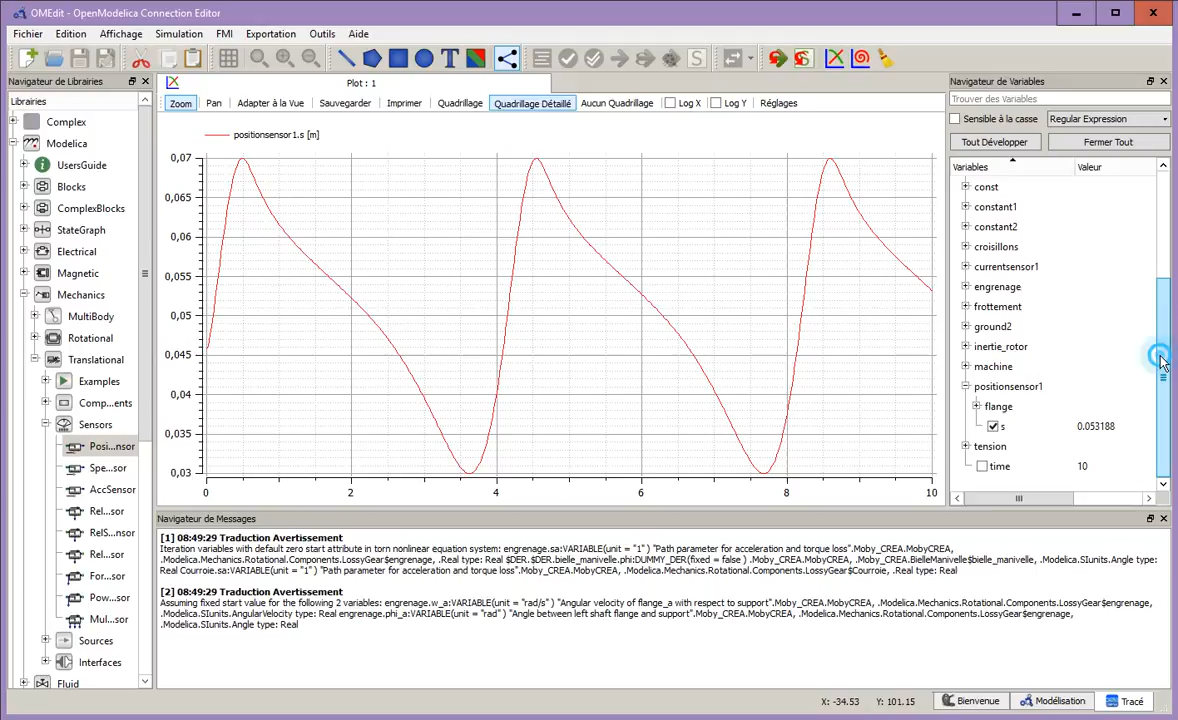 OMEdit - OpenModelica Connection Editor
Fichier Edition Affichage Simulation FMI Exportation Outils Aide
Navigateur de Librairies
Librairies
Complex
Modelica
UsersGuide
Blocks
ComplexBlocks
StateGraph
Electrical
Magnetic
Mechanics
MultiBody
Rotational
Translational
Examples
Comp...ents
Sensors
Posi...nsor
Spe...sor
AccSensor
Rel...sor
RelS...nsor
Rel...sor
For...sor
Pow...sor
Mul...sor
Sources
Interfaces
Fluid
Plot : 1
Zoom Pan Adapter à la Vue Sauvegarder Imprimer Quadrillage Quadrillage Détaillé Aucun Quadrillage Log X Log Y Réglages
positionsensor1.s [m]
0,07
0,065
0,06
0,055
0,05
0,045
0,04
0,035
0,03
0 2 4 6 8 10
Navigateur de Messages
[1] 08:49:29 Traduction Avertissement
Iteration variables with default zero start attribute in torn nonlinear equation system: engrenage.sa:VARIABLE(unit = "1" ) "Path parameter for acceleration and torque loss".Moby_CREA.MobyCREA,
.Modelica.Mechanics.Rotational.Components.LossyGear$engrenage, .Real type: Real $DER.$DER.bielle_manivelle.phi:DUMMY_DER(fixed = false ) .Moby_CREA.MobyCREA, .Moby_CREA.BielleManivelle$bielle_manivelle, .Modelica.SIunits.Angle type:
Real Courroie.sa:VARIABLE(unit = "1" ) "Path parameter for acceleration and torque loss".Moby_CREA.MobyCREA, .Modelica.Mechanics.Rotational.Components.LossyGear$Courroie, .Real type: Real
[2] 08:49:29 Traduction Avertissement
Assuming fixed start value for the following 2 variables: engrenage.w_a:VARIABLE(unit = "rad/s" ) "Angular velocity of flange_a with respect to support".Moby_CREA.MobyCREA, .Modelica.Mechanics.Rotational.Components.LossyGear$engrenage,
.Modelica.SIunits.AngularVelocity type: Real engrenage.phi_a:VARIABLE(unit = "rad" ) "Angle between left shaft flange and support".Moby_CREA.MobyCREA, .Modelica.Mechanics.Rotational.Components.LossyGear$engrenage,
.Modelica.SIunits.Angle type: Real
Navigateur de Variables
Trouver des Variables
Sensible à la casse Regular Expression
Tout Développer Fermer Tout
Variables Valeur
const
constant1
constant2
croisillons
currentsensor1
engrenage
frottement
ground2
inertie_rotor
machine
positionsensor1
flange
s 0.053188
tension
time 10
X: -34.53 Y: 101.15 Bienvenue Modélisation Tracé